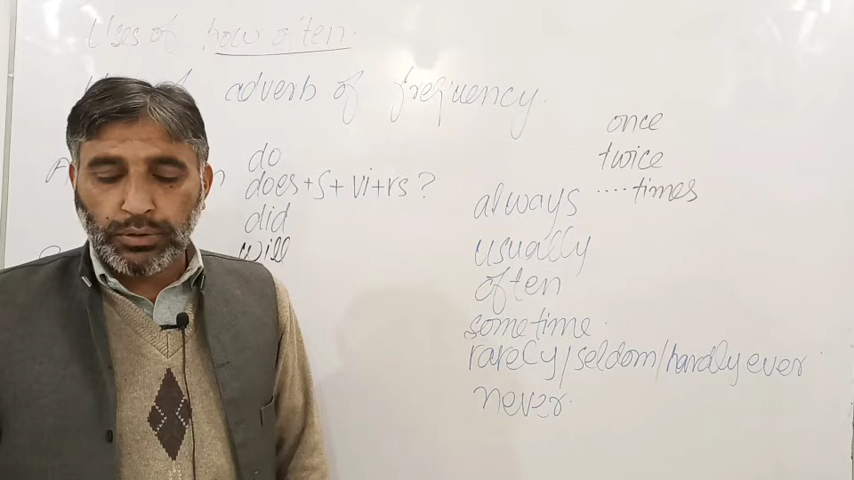 Uses of how often.
adverb of frequency.
once
twice
.... times
do
does+S+Vi+rs?
did
will
always
usually
often
sometime.
rarely/seldom/hardly ever
never.